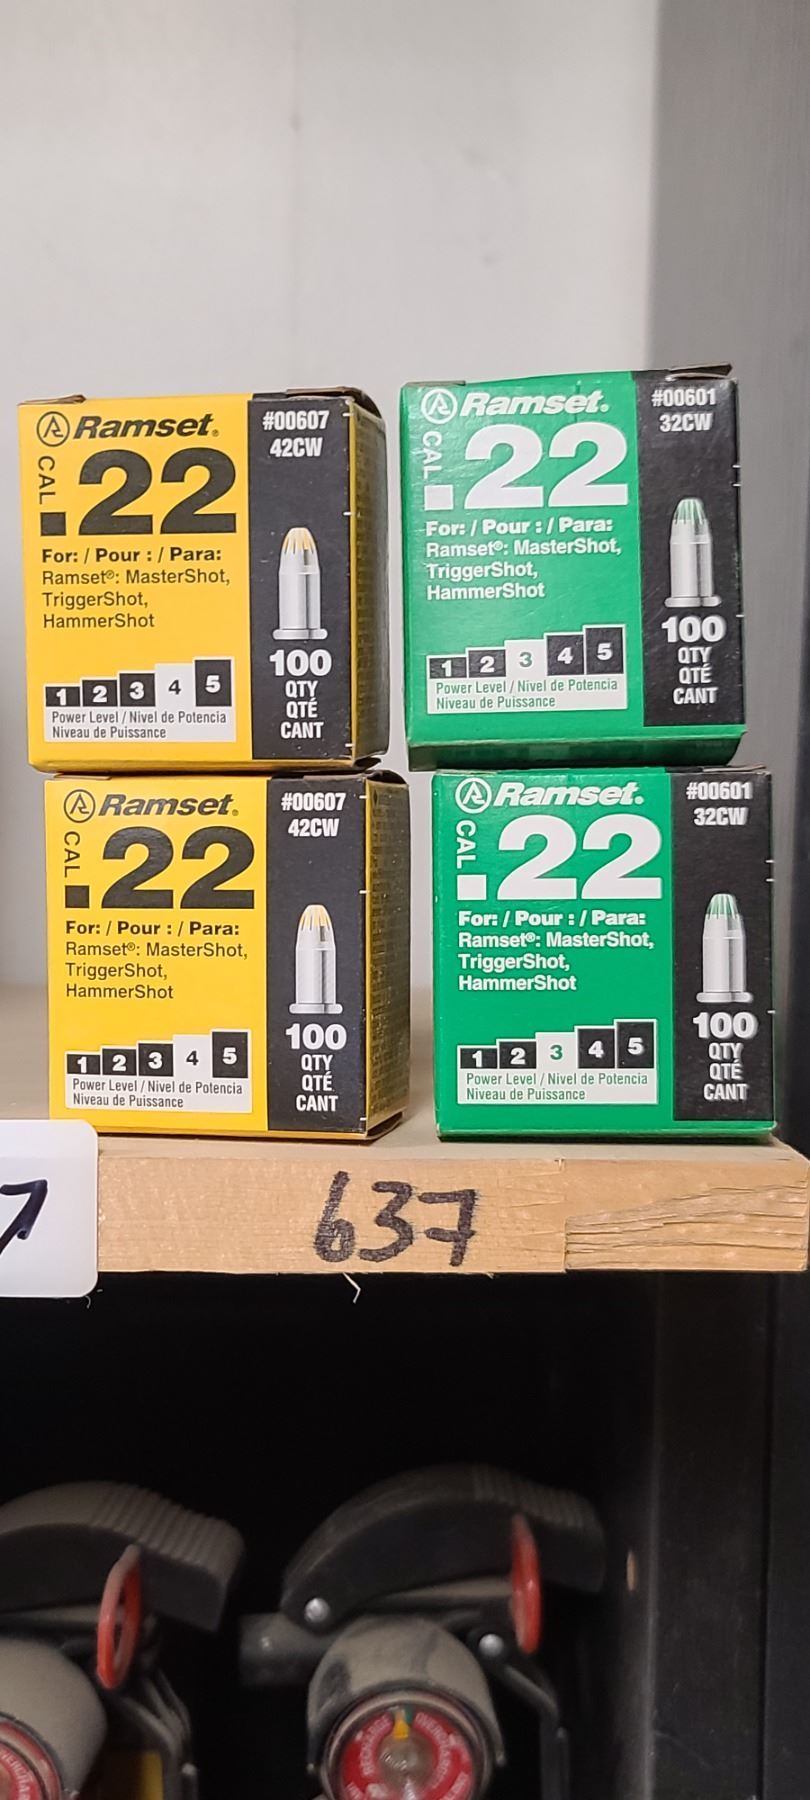 Ramset®
CAL .22
For: / Pour : / Para:
Ramset®: MasterShot,
TriggerShot,
HammerShot
1 2 3 4 5
Power Level / Nivel de Potencia
Niveau de Puissance
#00607
42CW
100
QTY
QTÉ
CANT
Ramset®
CAL .22
For: / Pour : / Para:
Ramset®: MasterShot,
TriggerShot,
HammerShot
1 2 3 4 5
Power Level / Nivel de Potencia
Niveau de Puissance
#00601
32CW
100
QTY
QTÉ
CANT
Ramset®
CAL .22
For: / Pour : / Para:
Ramset®: MasterShot,
TriggerShot,
HammerShot
1 2 3 4 5
Power Level / Nivel de Potencia
Niveau de Puissance
#00607
42CW
100
QTY
QTÉ
CANT
Ramset®
CAL .22
For: / Pour : / Para:
Ramset®: MasterShot,
TriggerShot,
HammerShot
1 2 3 4 5
Power Level / Nivel de Potencia
Niveau de Puissance
#00601
32CW
100
QTY
QTÉ
CANT
637
RECHARGE